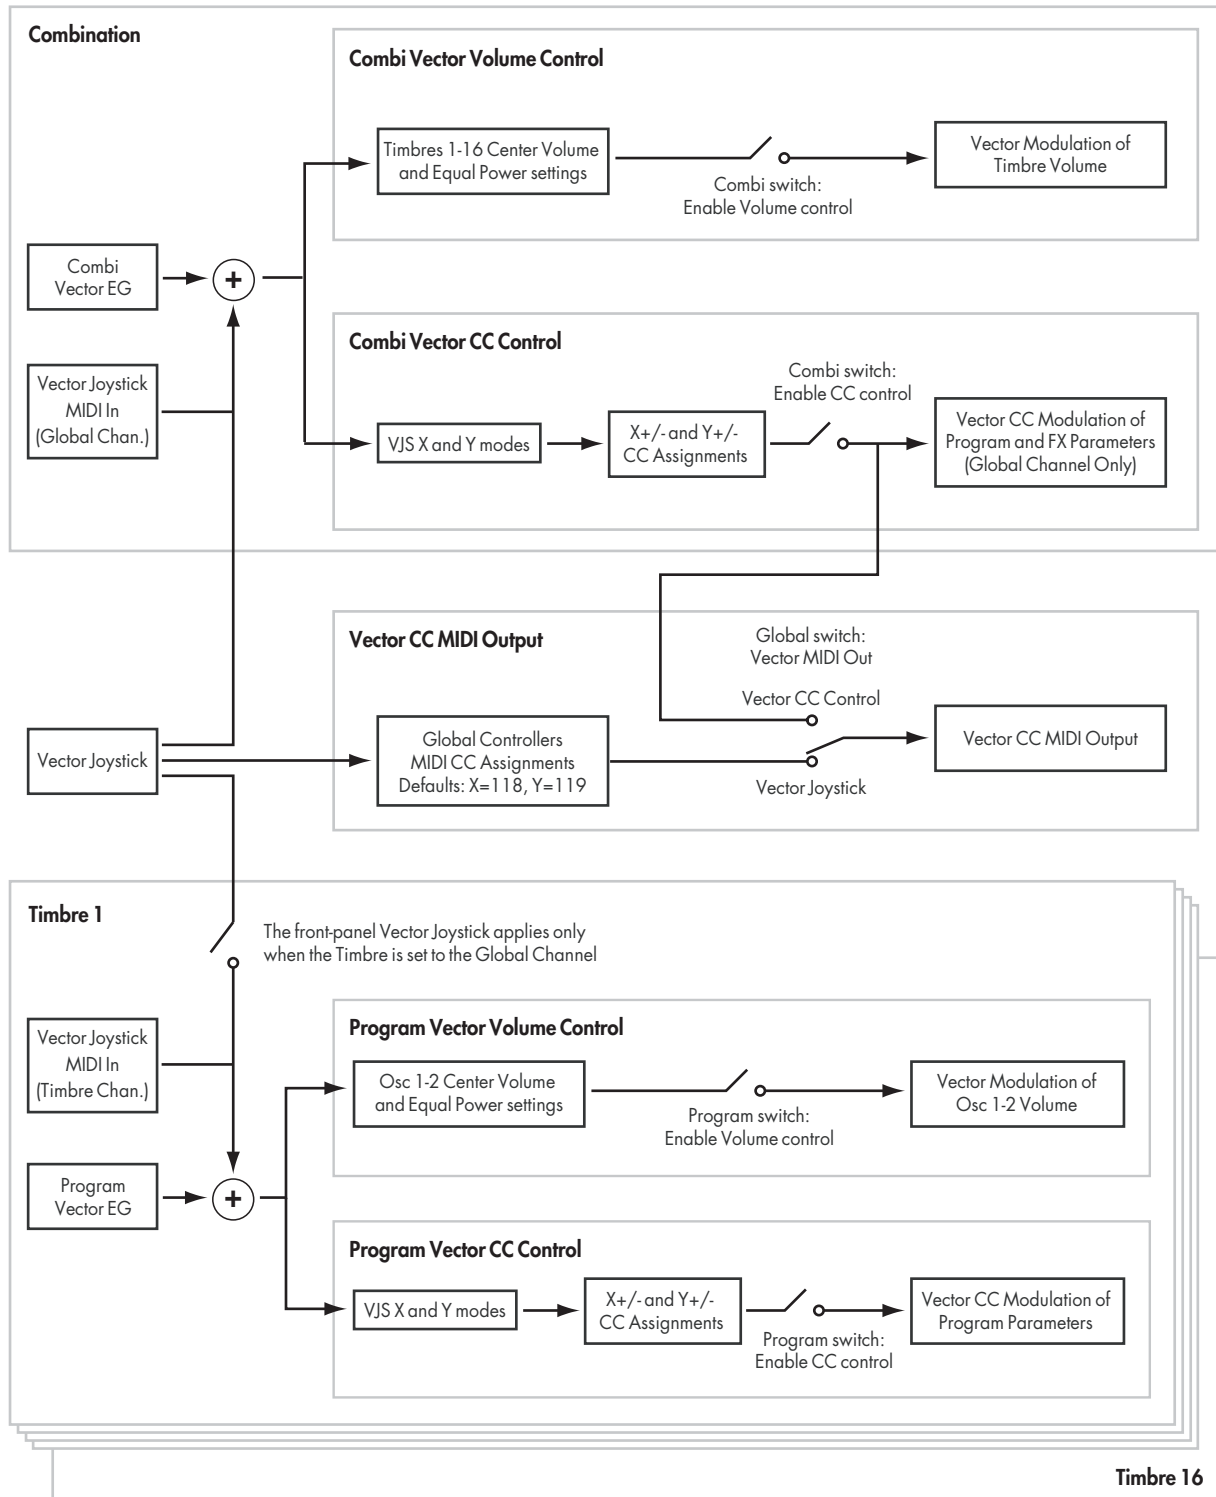 Combination
Combi Vector Volume Control
Timbres 1-16 Center Volume
and Equal Power settings
Combi switch:
Enable Volume control
Vector Modulation of
Timbre Volume
Combi
Vector EG
+
Vector Joystick
MIDI In
(Global Chan.)
Combi Vector CC Control
VJS X and Y modes
X+/- and Y+/-
CC Assignments
Combi switch:
Enable CC control
Vector CC Modulation of
Program and FX Parameters
(Global Channel Only)
Vector CC MIDI Output
Global switch:
Vector MIDI Out
Vector CC Control
Vector Joystick
Global Controllers
MIDI CC Assignments
Defaults: X=118, Y=119
Vector Joystick
Vector CC MIDI Output
Timbre 1
The front-panel Vector Joystick applies only
when the Timbre is set to the Global Channel
Vector Joystick
MIDI In
(Timbre Chan.)
Program Vector Volume Control
Osc 1-2 Center Volume
and Equal Power settings
Program switch:
Enable Volume control
Vector Modulation of
Osc 1-2 Volume
Program
Vector EG
+
Program Vector CC Control
VJS X and Y modes
X+/- and Y+/-
CC Assignments
Program switch:
Enable CC control
Vector CC Modulation of
Program Parameters
Timbre 16